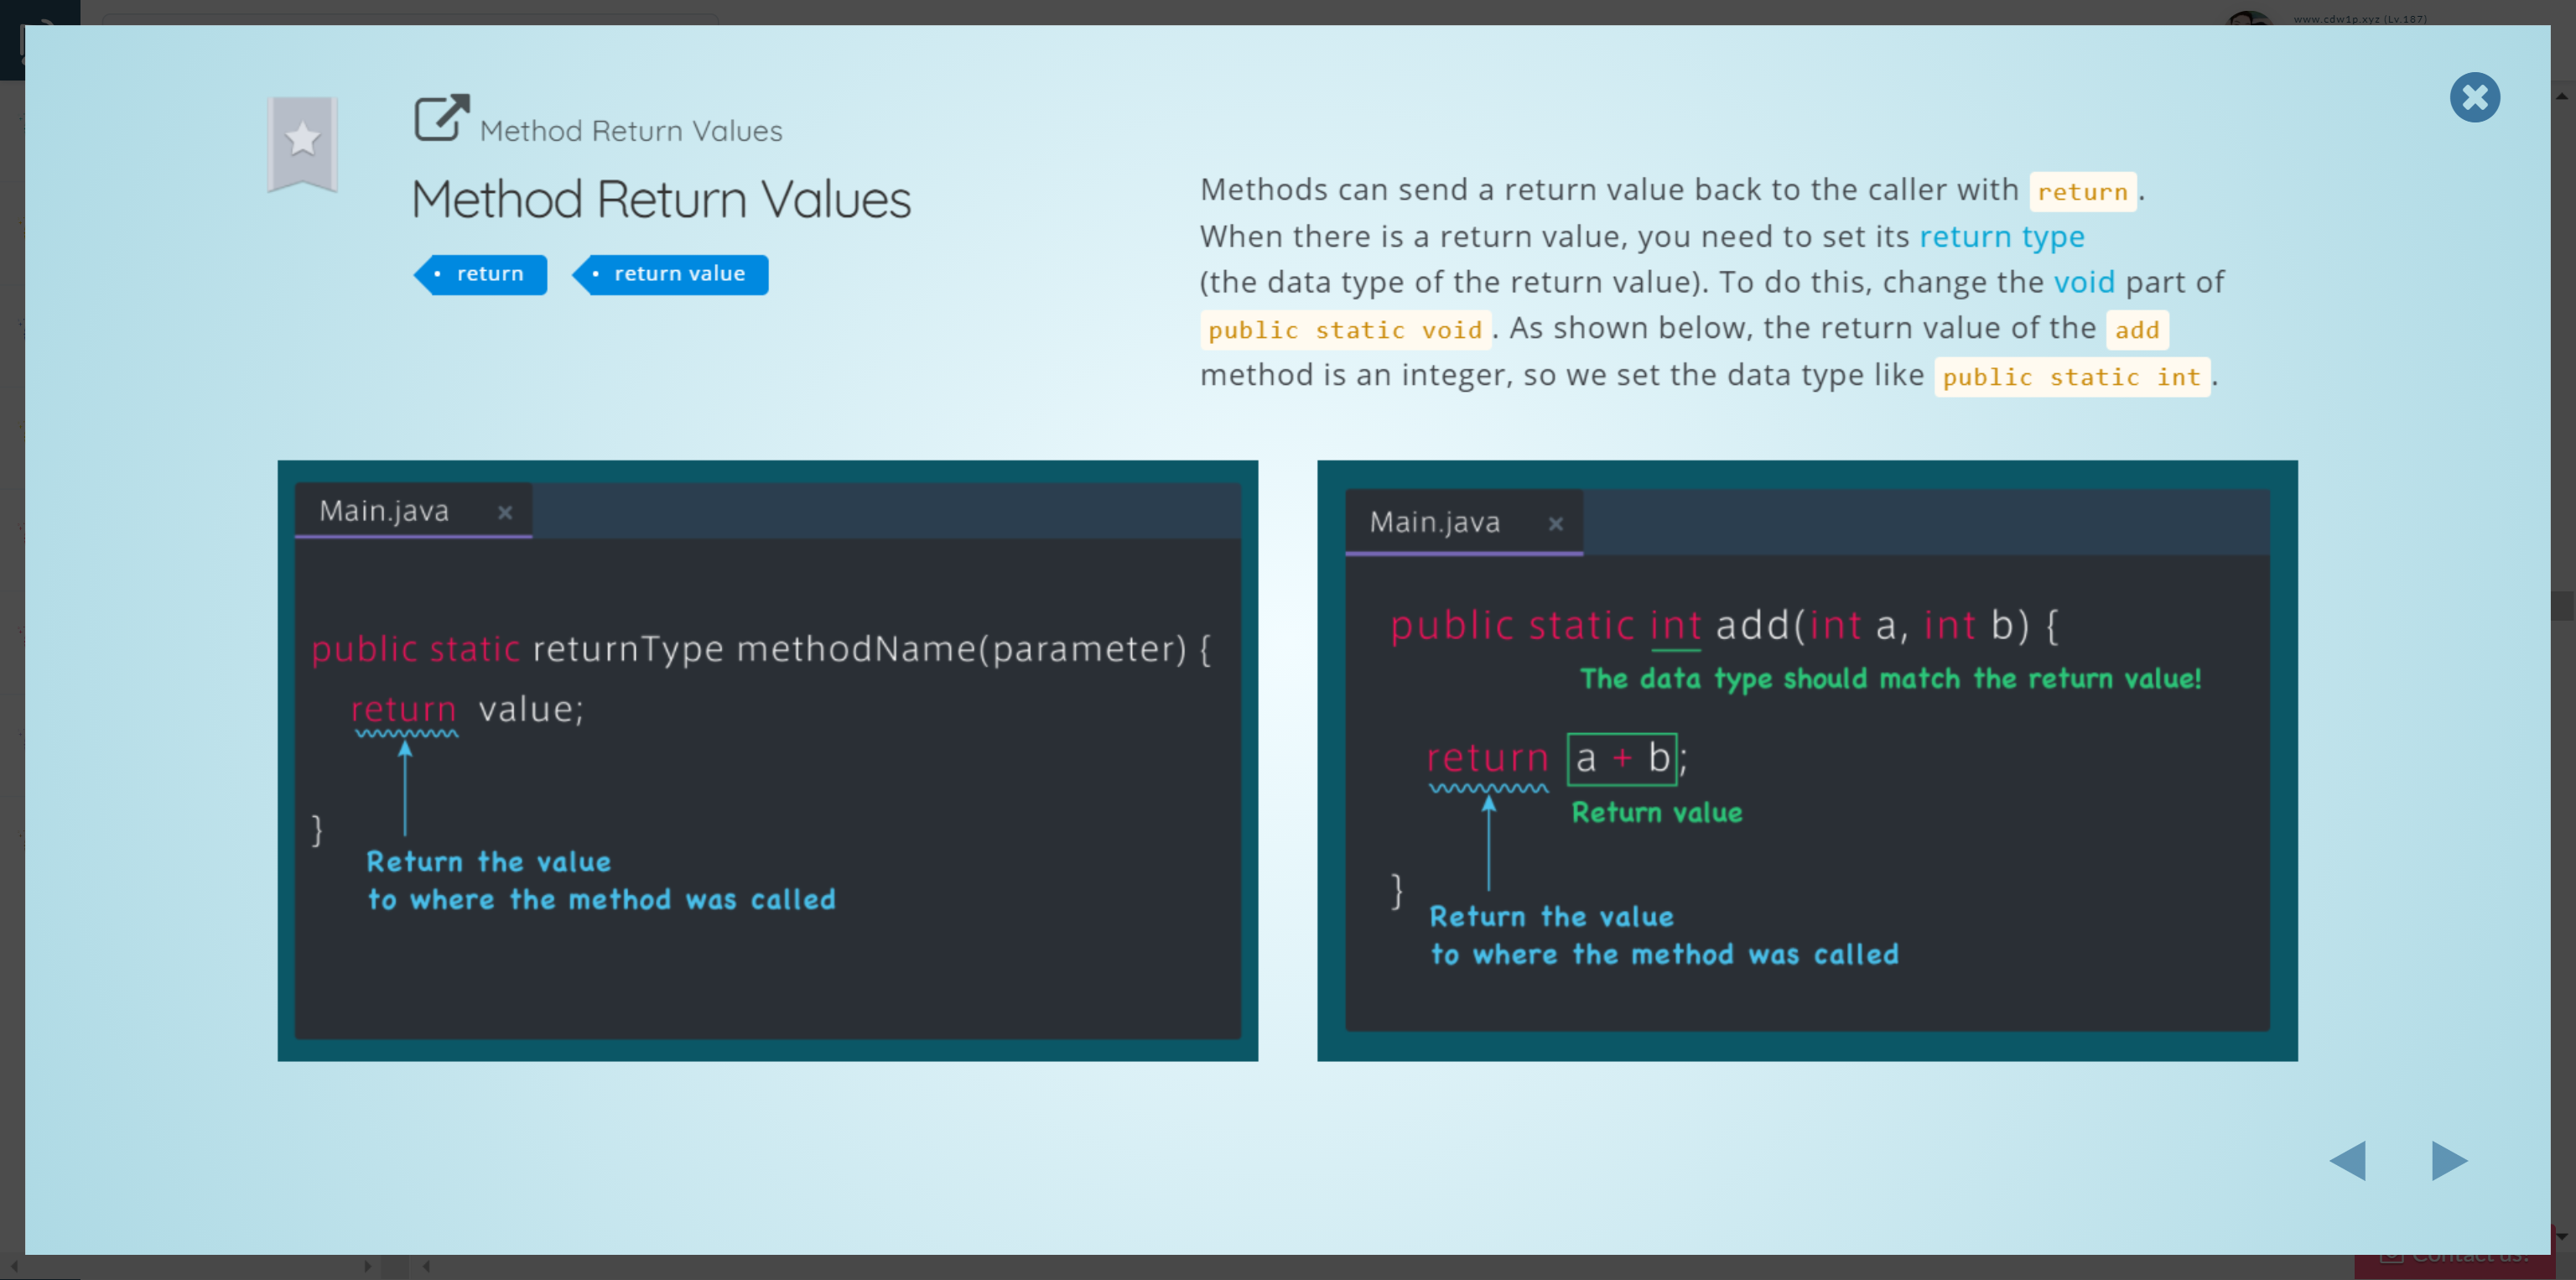 www.cdw1p.xyz (Lv.187)
Method Return Values
Method Return Values
• return • return value
Methods can send a return value back to the caller with return.
When there is a return value, you need to set its return type
(the data type of the return value). To do this, change the void part of
public static void. As shown below, the return value of the add
method is an integer, so we set the data type like public static int.
Main.java ×
public static returnType methodName(parameter) {
return value;
}
Return the value
to where the method was called
Main.java ×
public static int add(int a, int b) {
The data type should match the return value!
return a + b;
Return value
}
Return the value
to where the method was called
Contact us!